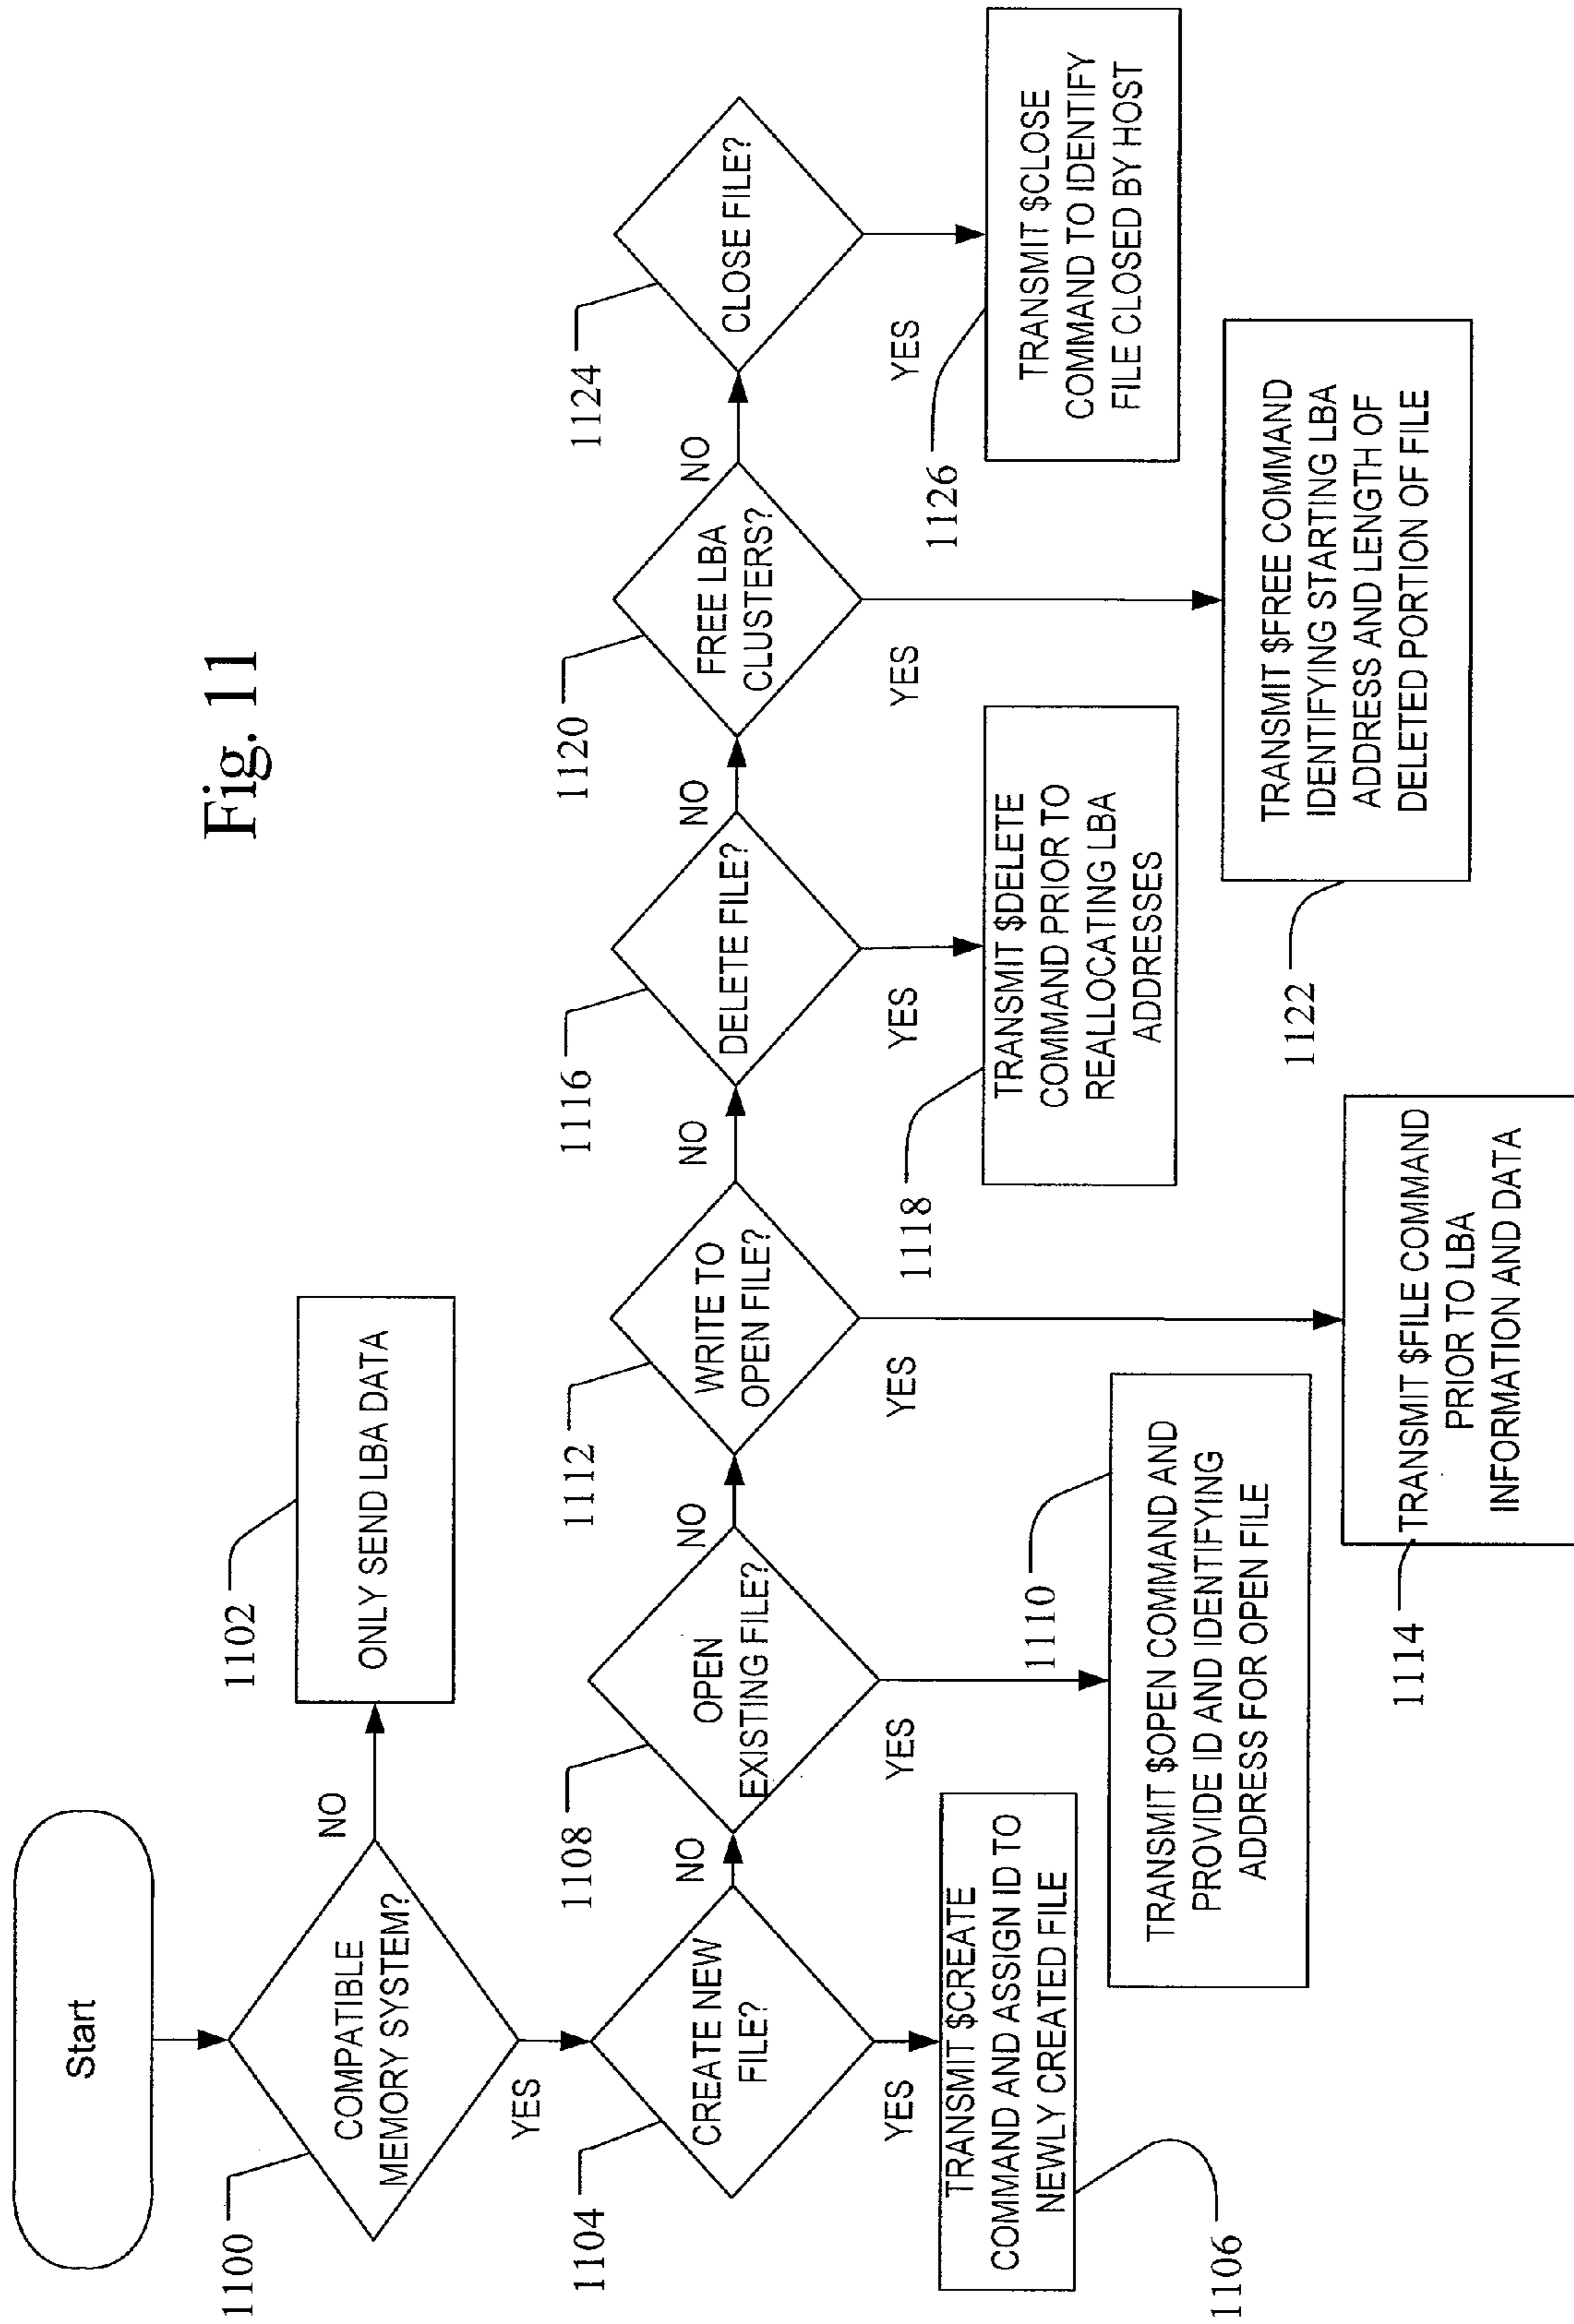 Fig. 11
Start
1100
COMPATIBLE
MEMORY SYSTEM?
NO
1102
ONLY SEND LBA DATA
YES
1104
CREATE NEW
FILE?
NO
YES
TRANSMIT $CREATE
COMMAND AND ASSIGN ID TO
NEWLY CREATED FILE
1106
1108
OPEN
EXISTING FILE?
NO
YES
1110
TRANSMIT $OPEN COMMAND AND
PROVIDE ID AND IDENTIFYING
ADDRESS FOR OPEN FILE
1112
WRITE TO
OPEN FILE?
NO
YES
1114
TRANSMIT $FILE COMMAND
PRIOR TO LBA
INFORMATION AND DATA
1116
DELETE FILE?
NO
YES
1118
TRANSMIT $DELETE
COMMAND PRIOR TO
REALLOCATING LBA
ADDRESSES
1120
FREE LBA
CLUSTERS?
NO
YES
TRANSMIT $FREE COMMAND
IDENTIFYING STARTING LBA
ADDRESS AND LENGTH OF
DELETED PORTION OF FILE
1122
1124
CLOSE FILE?
YES
1126
TRANSMIT $CLOSE
COMMAND TO IDENTIFY
FILE CLOSED BY HOST